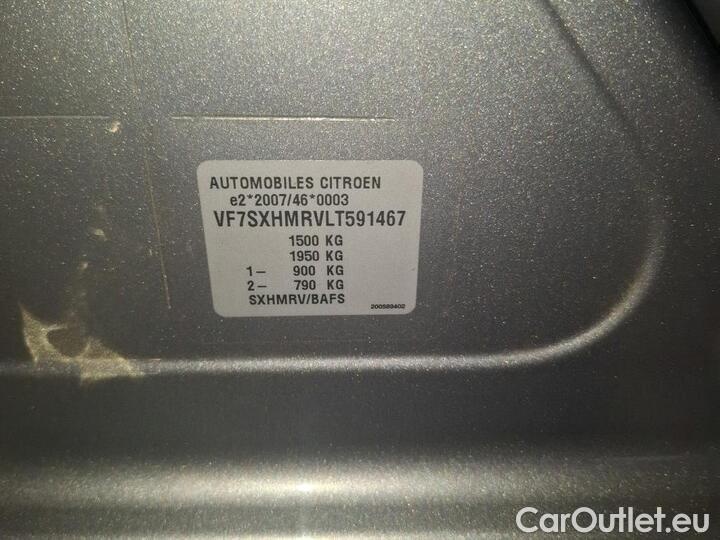 AUTOMOBILES CITROEN
e2*2007/46*0003
VF7SXHMRVLT591467
1500 KG
1950 KG
1– 900 KG
2– 790 KG
SXHMRV/BAFS
200589402
CarOutlet.eu